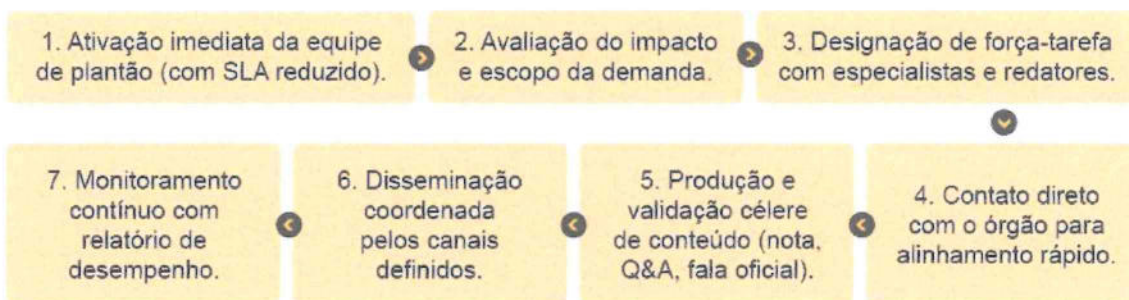 1. Ativação imediata da equipe
de plantão (com SLA reduzido).
2. Avaliação do impacto
e escopo da demanda.
3. Designação de força-tarefa
com especialistas e redatores.
4. Contato direto
com o órgão para
alinhamento rápido.
5. Produção e
validação célere
de conteúdo (nota,
Q&A, fala oficial).
6. Disseminação
coordenada
pelos canais
definidos.
7. Monitoramento
contínuo com
relatório de
desempenho.